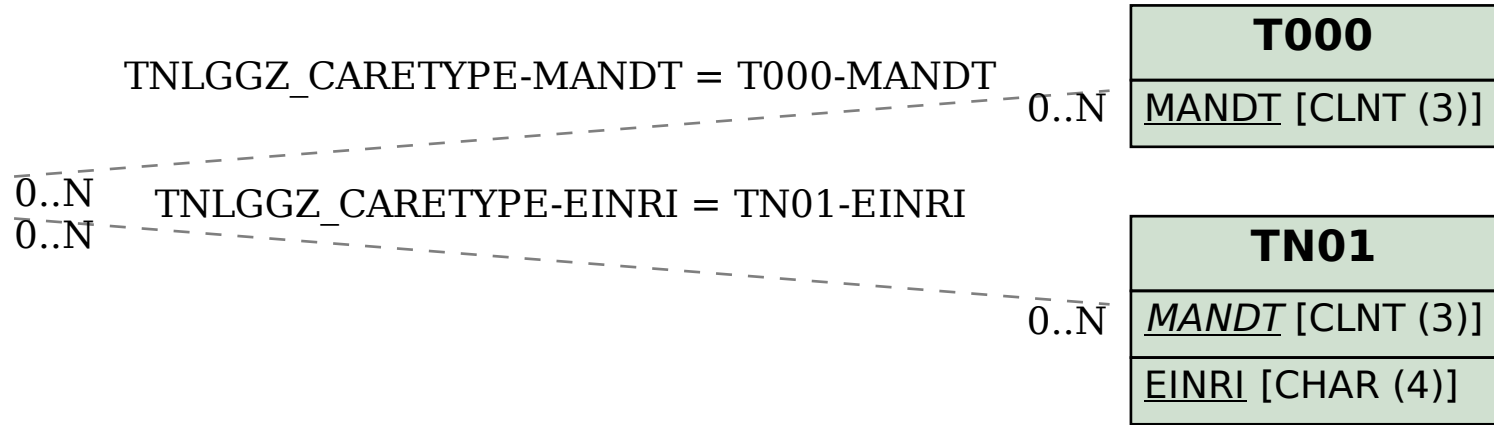 T000
TNLGGZ_CARETYPE-MANDT = T000-MANDT
0..N
MANDT [CLNT (3)]
0..N
TNLGGZ_CARETYPE-EINRI = TN01-EINRI
0..N
TN01
0..N
MANDT [CLNT (3)]
EINRI [CHAR (4)]